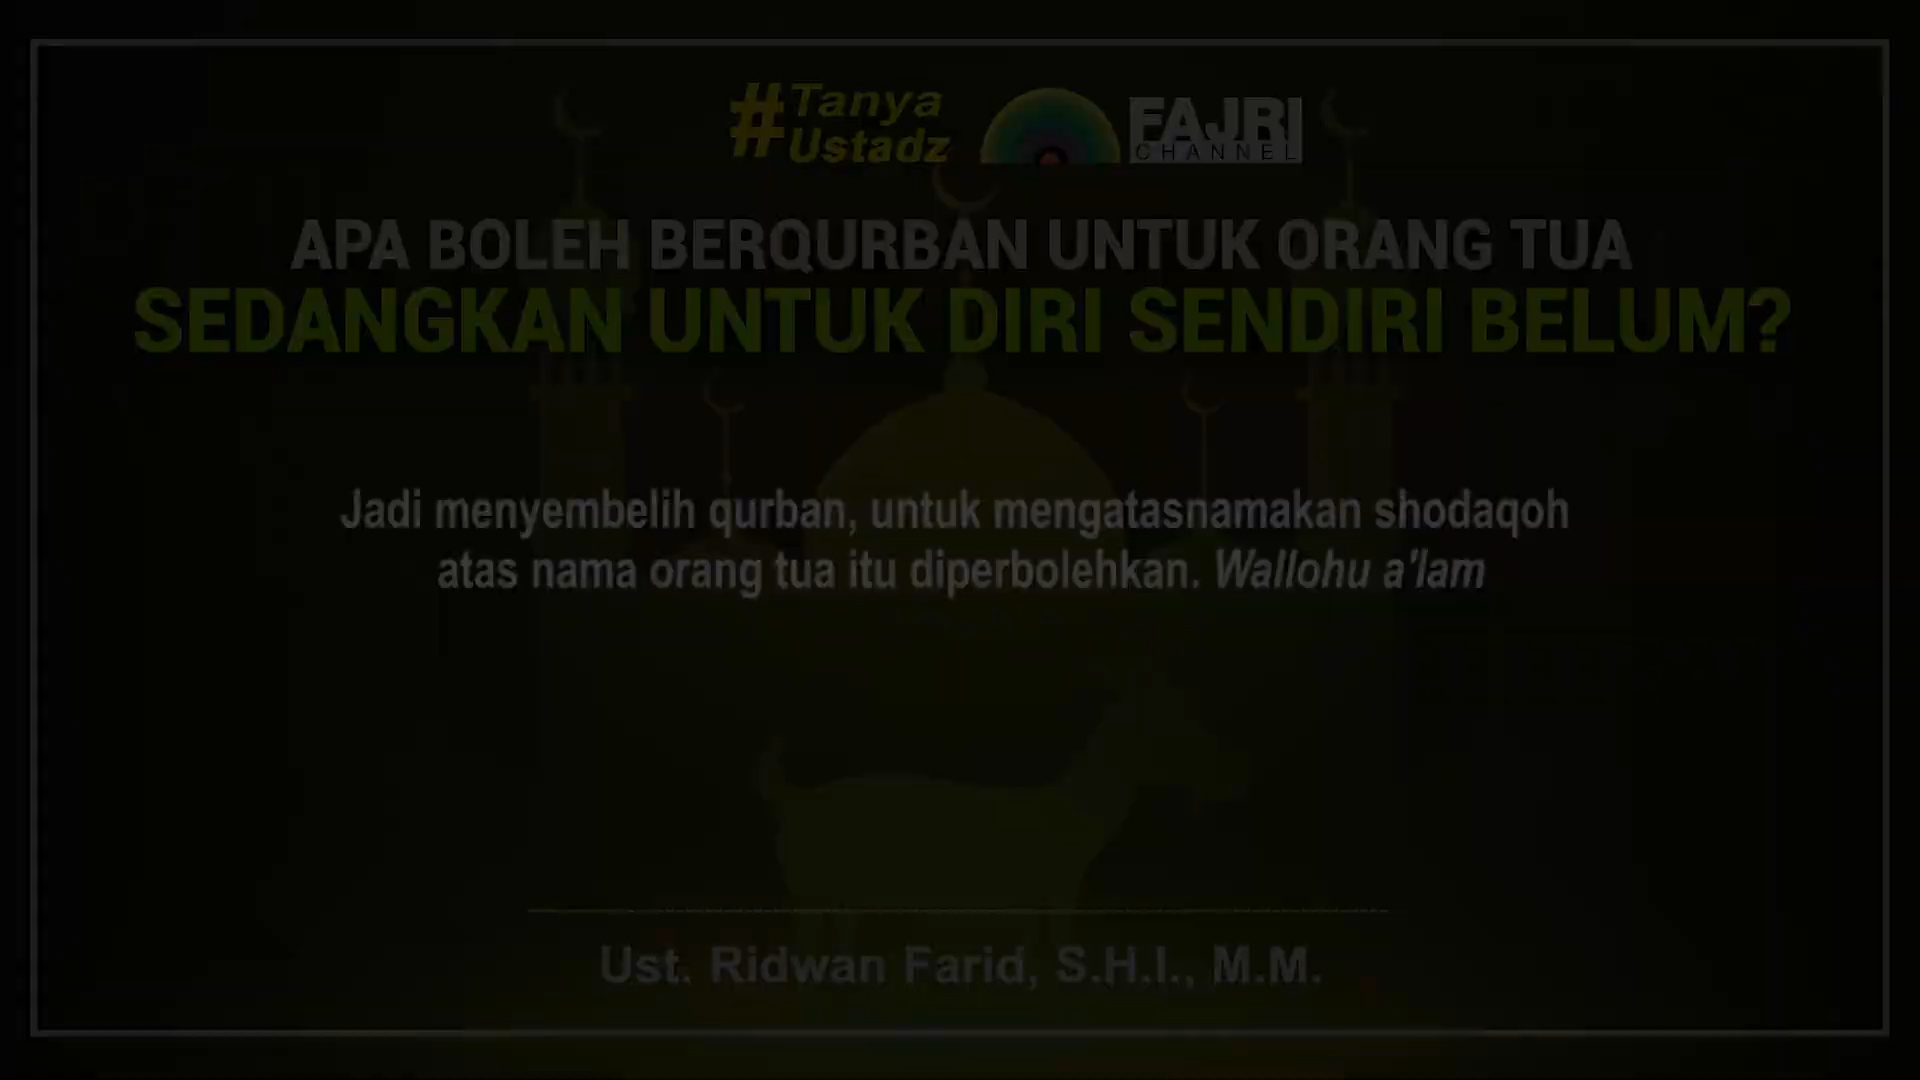 #Tanya Ustadz
FAJRI
CHANNEL
APA BOLEH BERQURBAN UNTUK ORANG TUA
SEDANGKAN UNTUK DIRI SENDIRI BELUM?
Jadi menyembelih qurban, untuk mengatasnamakan shodaqoh
atas nama orang tua itu diperbolehkan. Wallohu a'lam
Ust. Ridwan Farid, S.H.I., M.M.